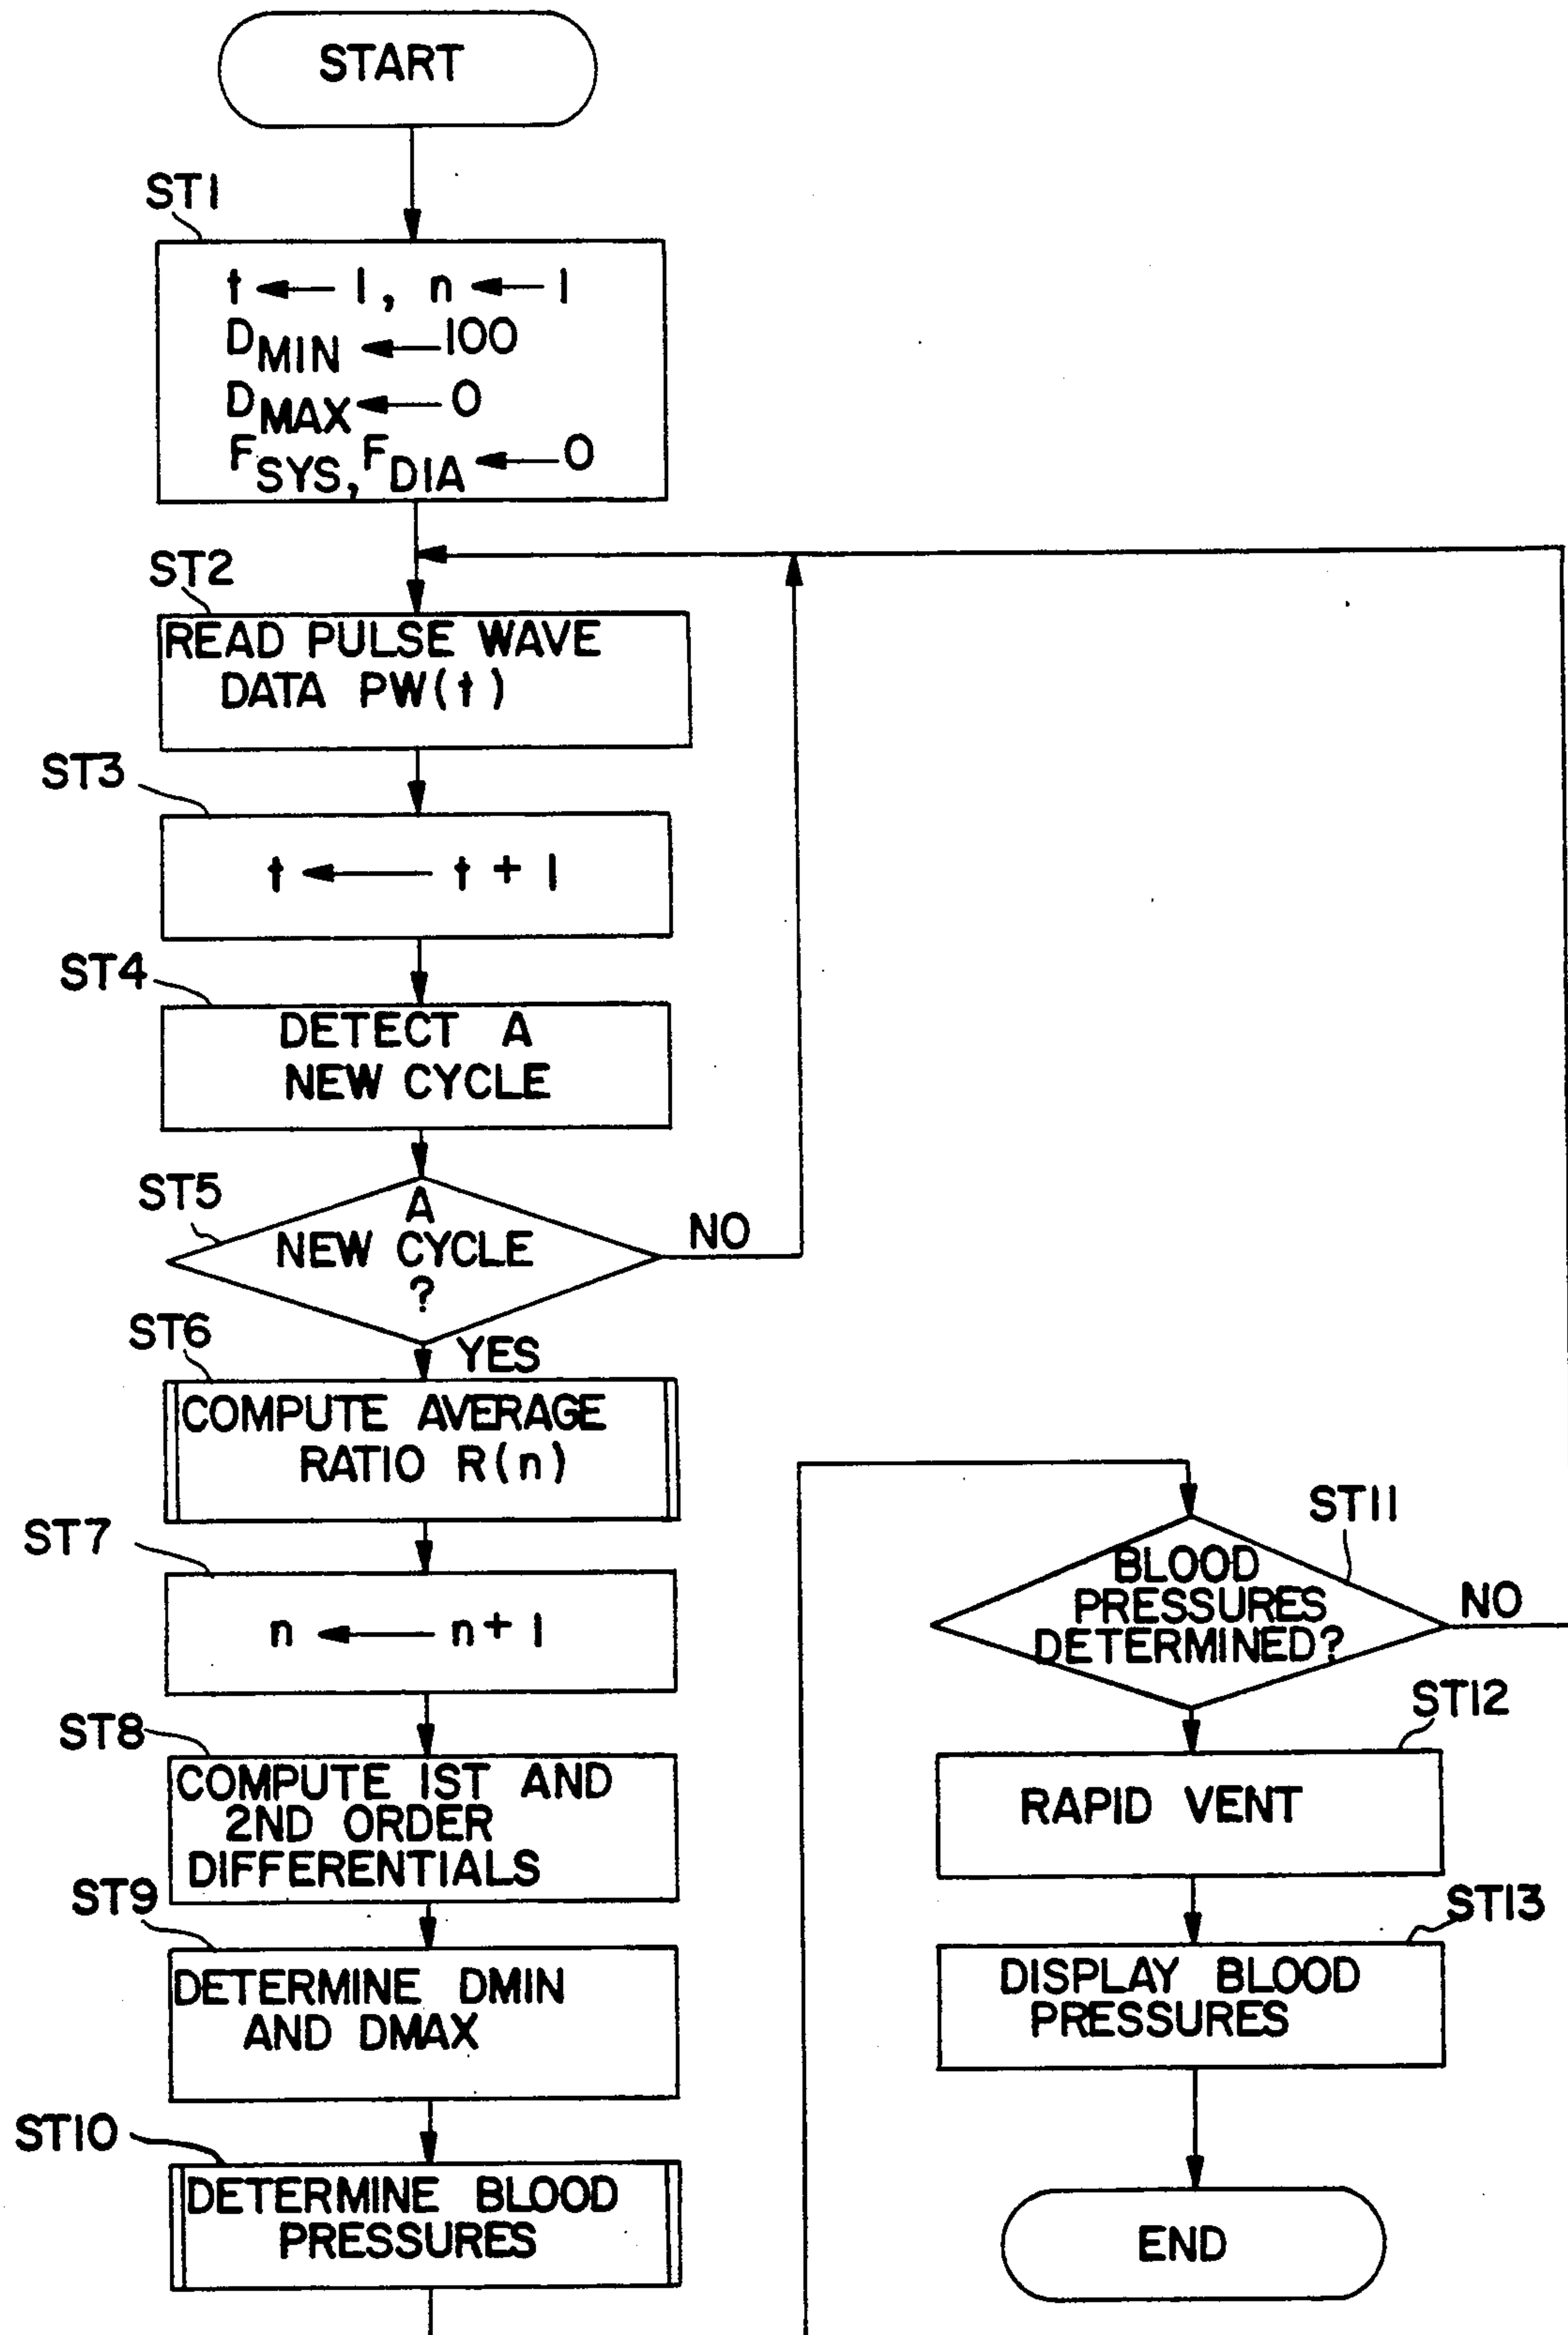 START
ST1
t ← 1, n ← 1
DMIN ← 100
DMAX ← 0
FSYS, FDIA ← 0
ST2
READ PULSE WAVE
DATA PW(t)
ST3
t ← t + 1
ST4
DETECT A
NEW CYCLE
ST5
A
NEW CYCLE
?
NO
YES
ST6
COMPUTE AVERAGE
RATIO R(n)
ST7
n ← n+1
ST8
COMPUTE 1ST AND
2ND ORDER
DIFFERENTIALS
ST9
DETERMINE DMIN
AND DMAX
ST10
DETERMINE BLOOD
PRESSURES
ST11
BLOOD
PRESSURES
DETERMINED?
NO
ST12
RAPID VENT
ST13
DISPLAY BLOOD
PRESSURES
END